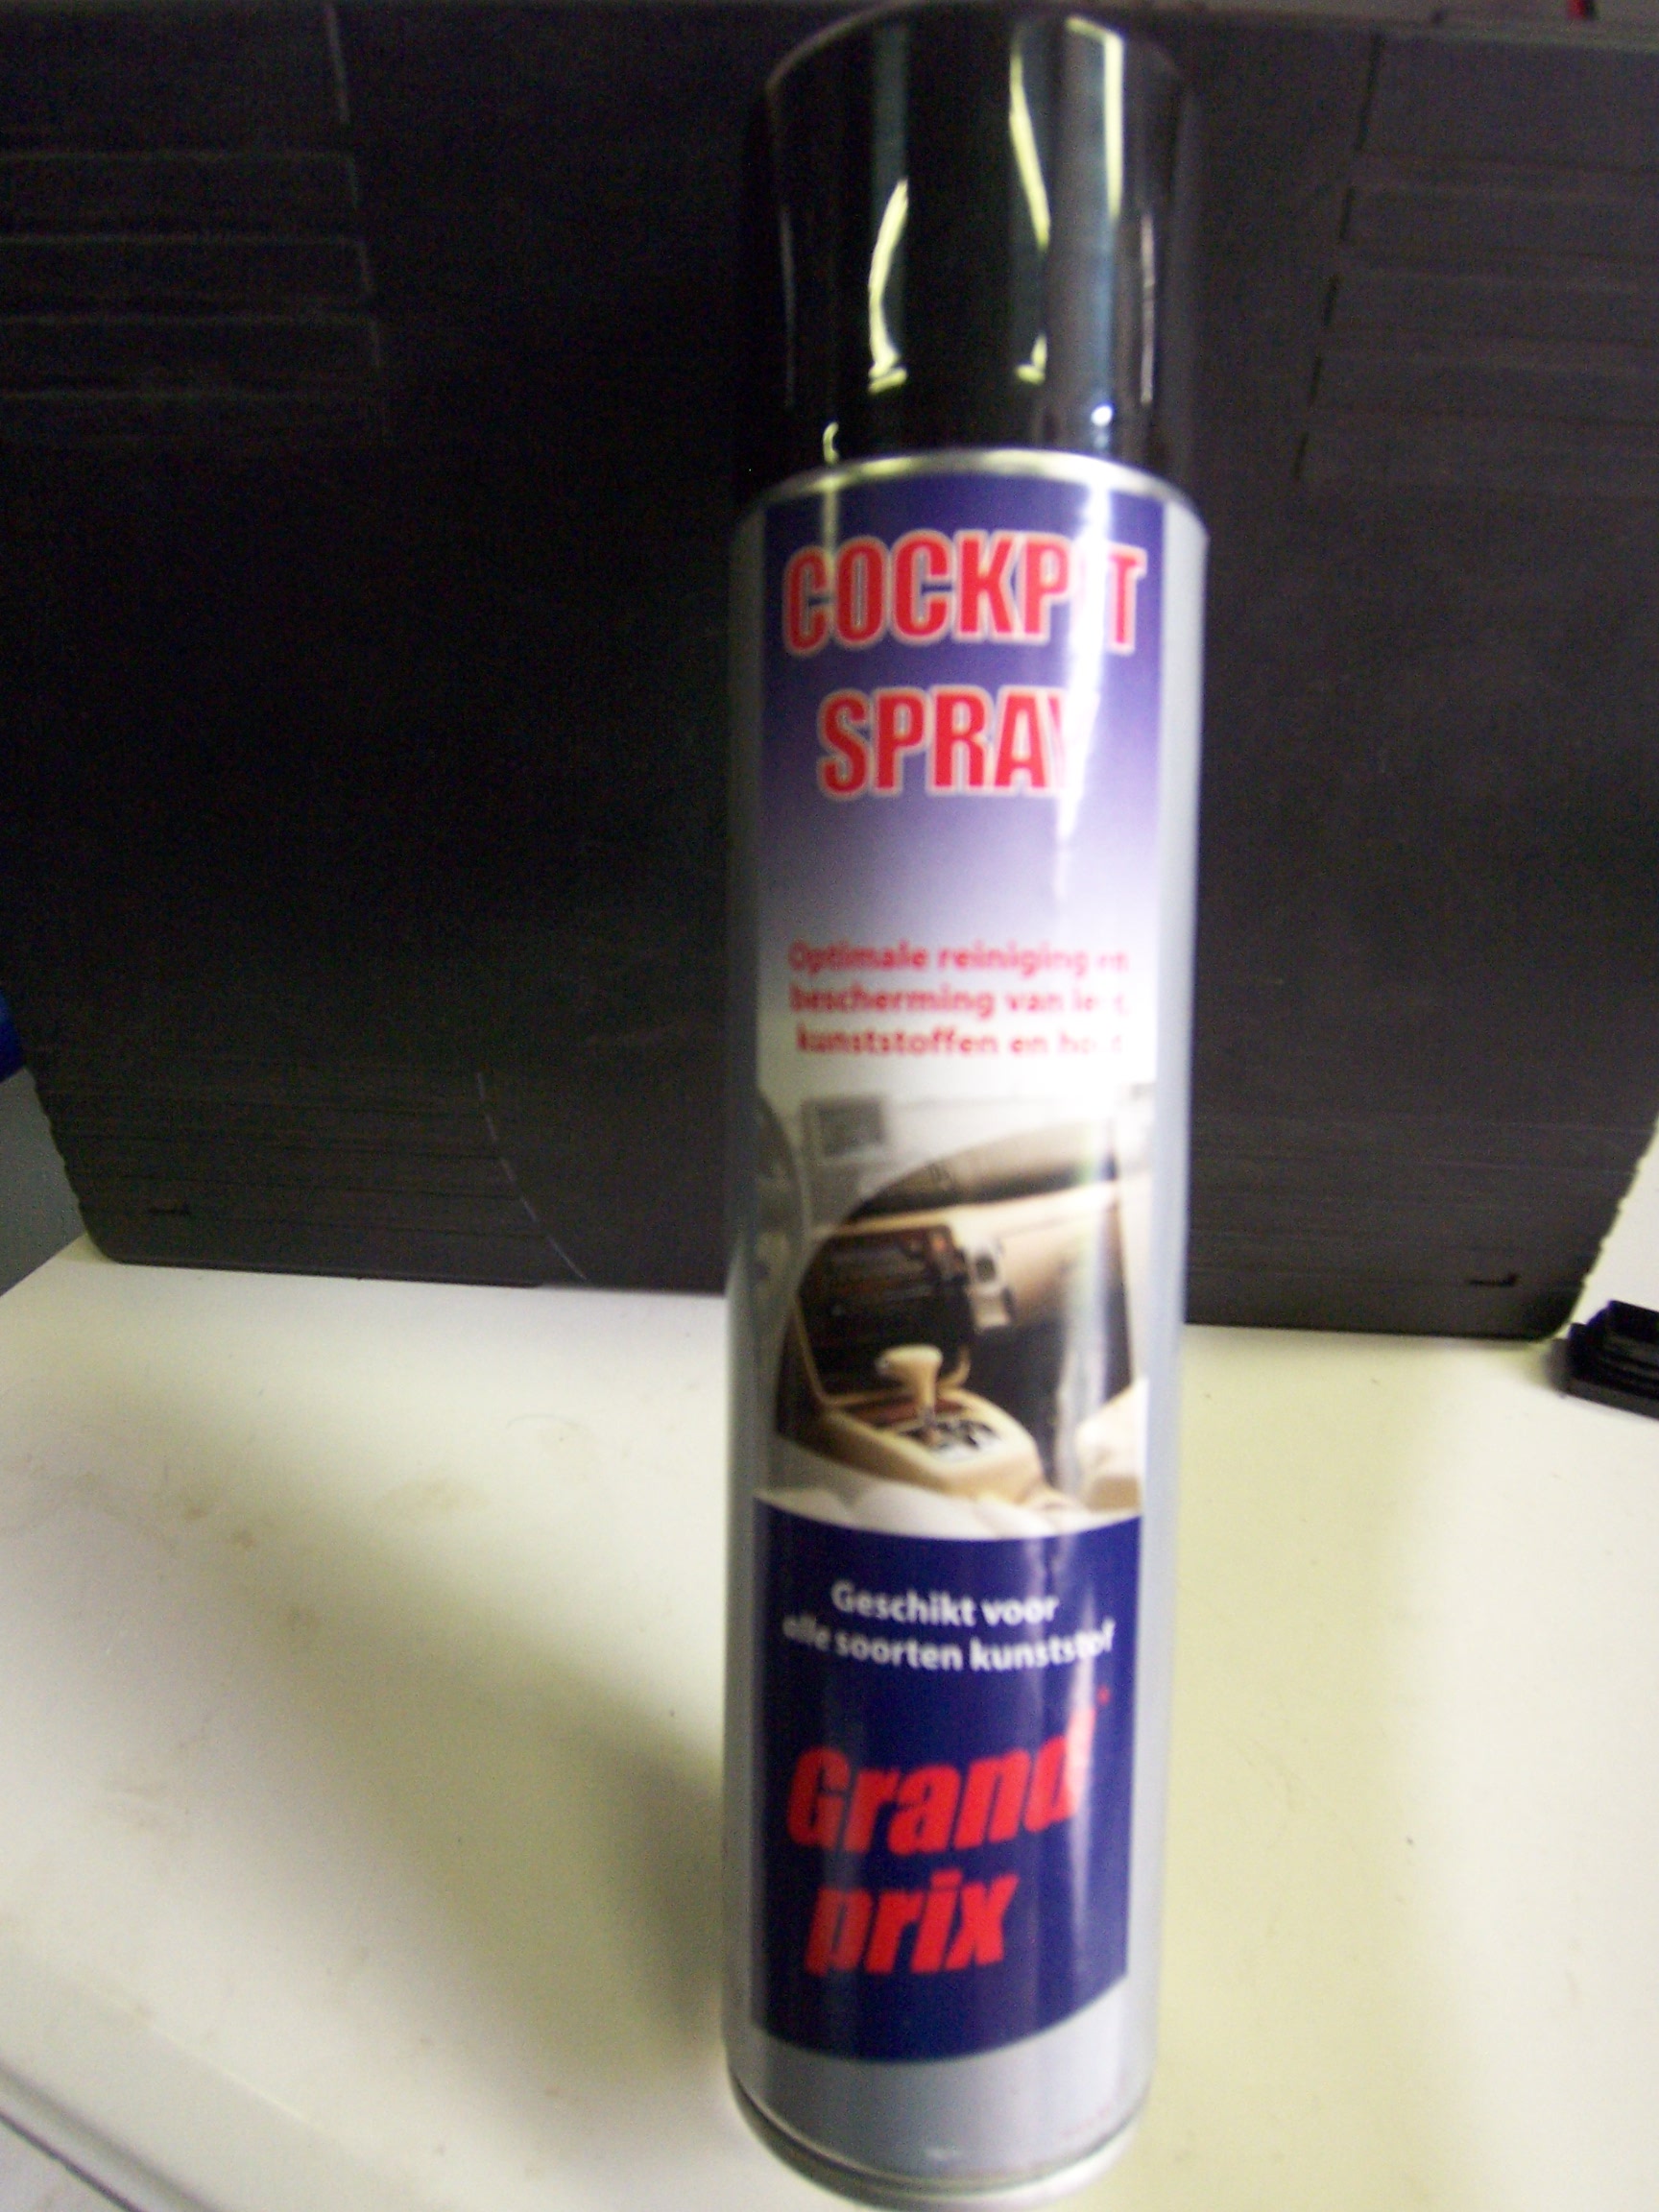 COCKPIT
SPRAY
Optimale reiniging en
bescherming van leer,
kunststoffen en hout
Geschikt voor
alle soorten kunststof
Grand
prix